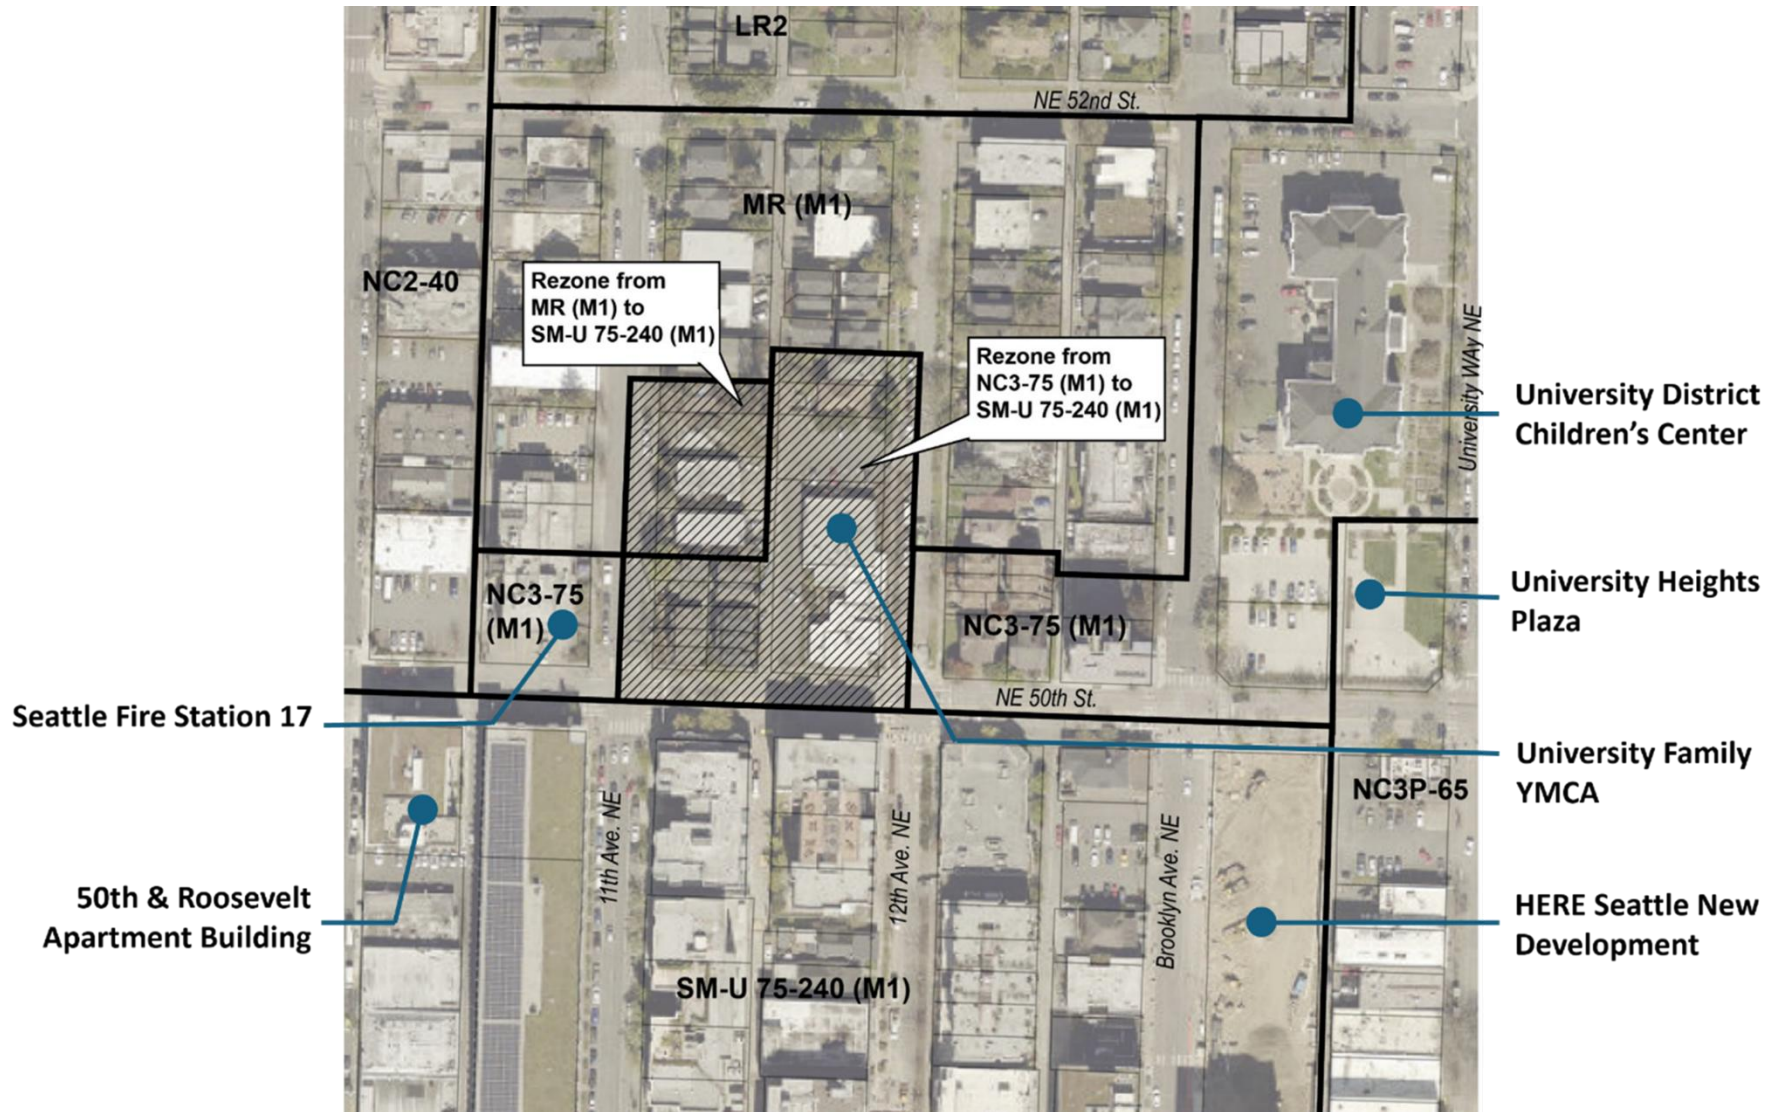 LR2
NE 52nd St.
MR (M1)
NC2-40
Rezone from
MR (M1) to
SM-U 75-240 (M1)
Rezone from
NC3-75 (M1) to
SM-U 75-240 (M1)
University WAy NE
University District
Children's Center
University Heights
Plaza
NC3-75
(M1)
NC3-75 (M1)
NE 50th St.
Seattle Fire Station 17
University Family
YMCA
NC3P-65
11th Ave. NE
12th Ave. NE
Brooklyn Ave. NE
50th & Roosevelt
Apartment Building
HERE Seattle New
Development
SM-U 75-240 (M1)